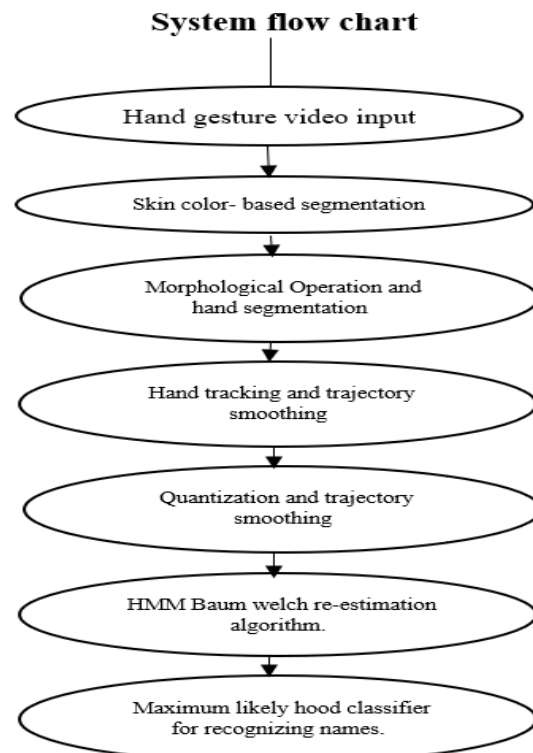 System flow chart
Hand gesture video input
Skin color- based segmentation
Morphological Operation and
hand segmentation
Hand tracking and trajectory
smoothing
Quantization and trajectory
smoothing
HMM Baum welch re-estimation
algorithm.
Maximum likely hood classifier
for recognizing names.